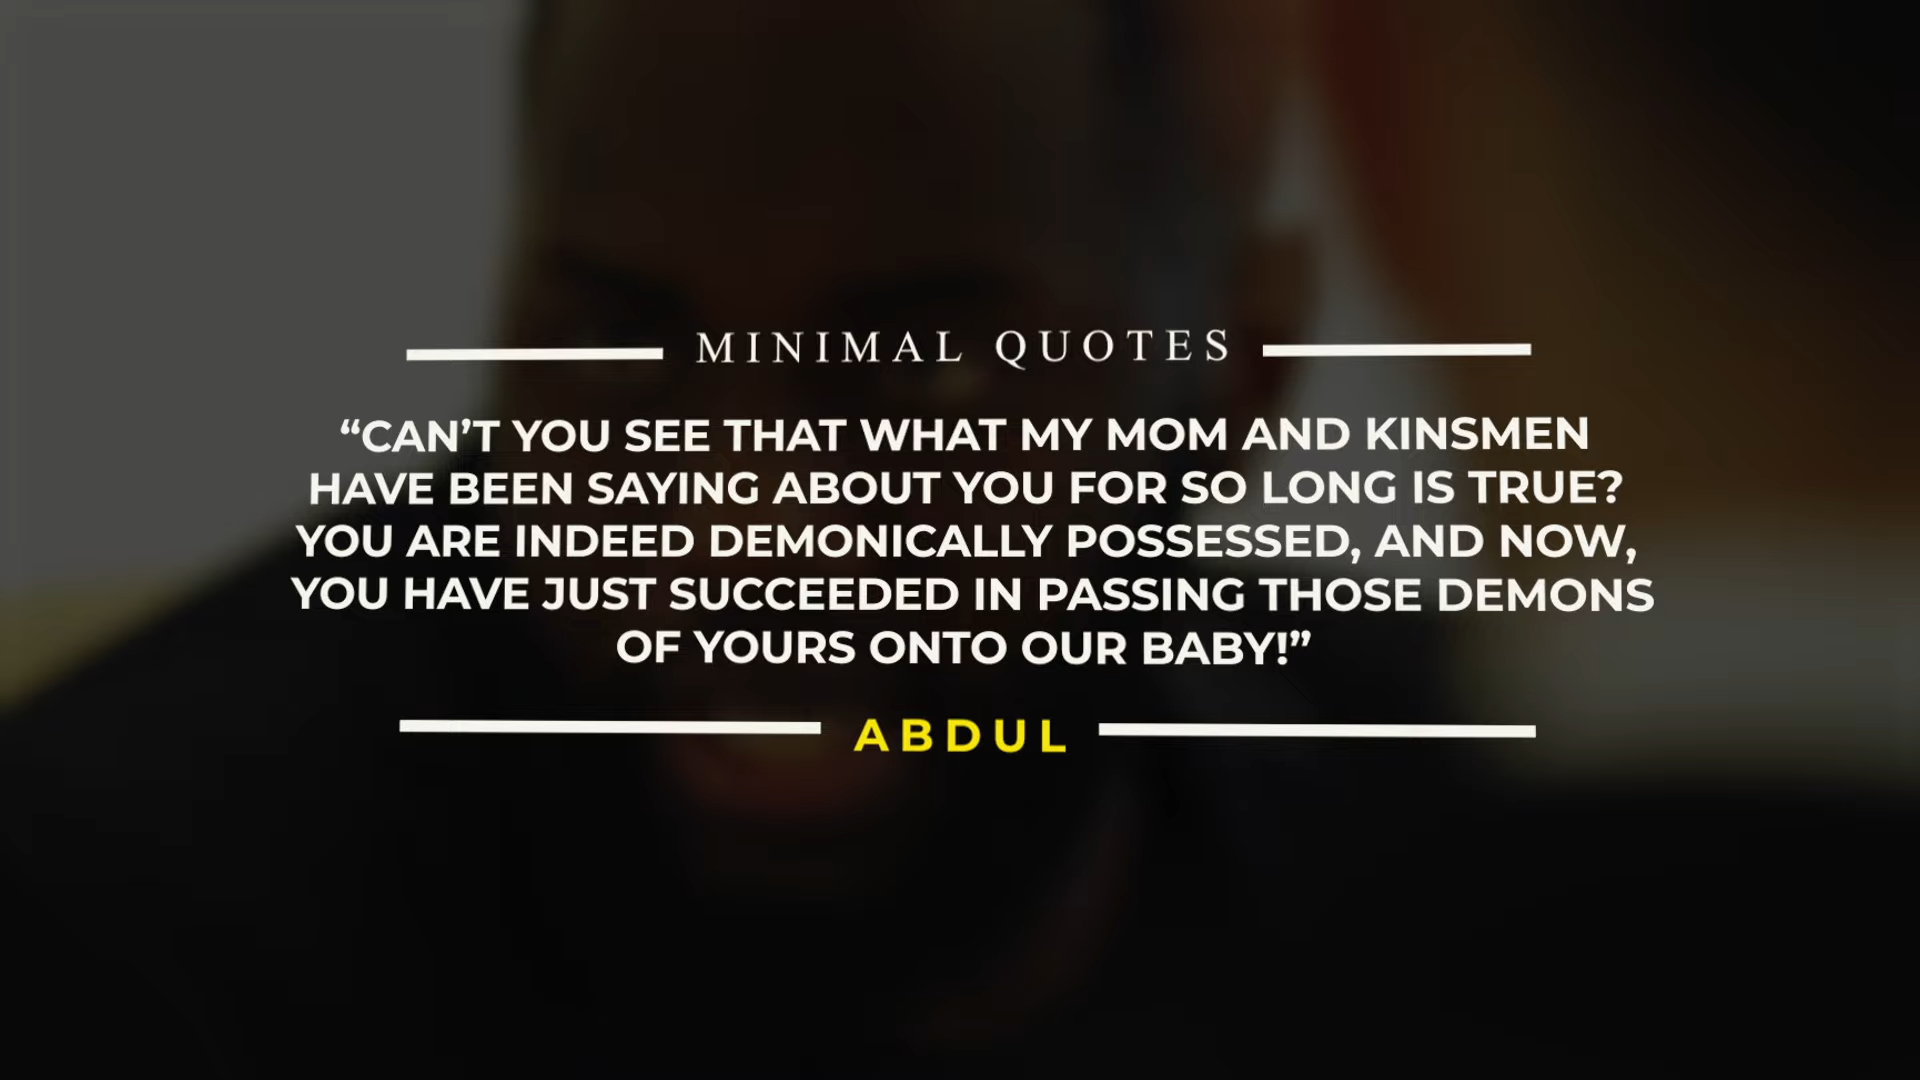 MINIMAL QUOTES
“CAN’T YOU SEE THAT WHAT MY MOM AND KINSMEN
HAVE BEEN SAYING ABOUT YOU FOR SO LONG IS TRUE?
YOU ARE INDEED DEMONICALLY POSSESSED, AND NOW,
YOU HAVE JUST SUCCEEDED IN PASSING THOSE DEMONS
OF YOURS ONTO OUR BABY!”
ABDUL